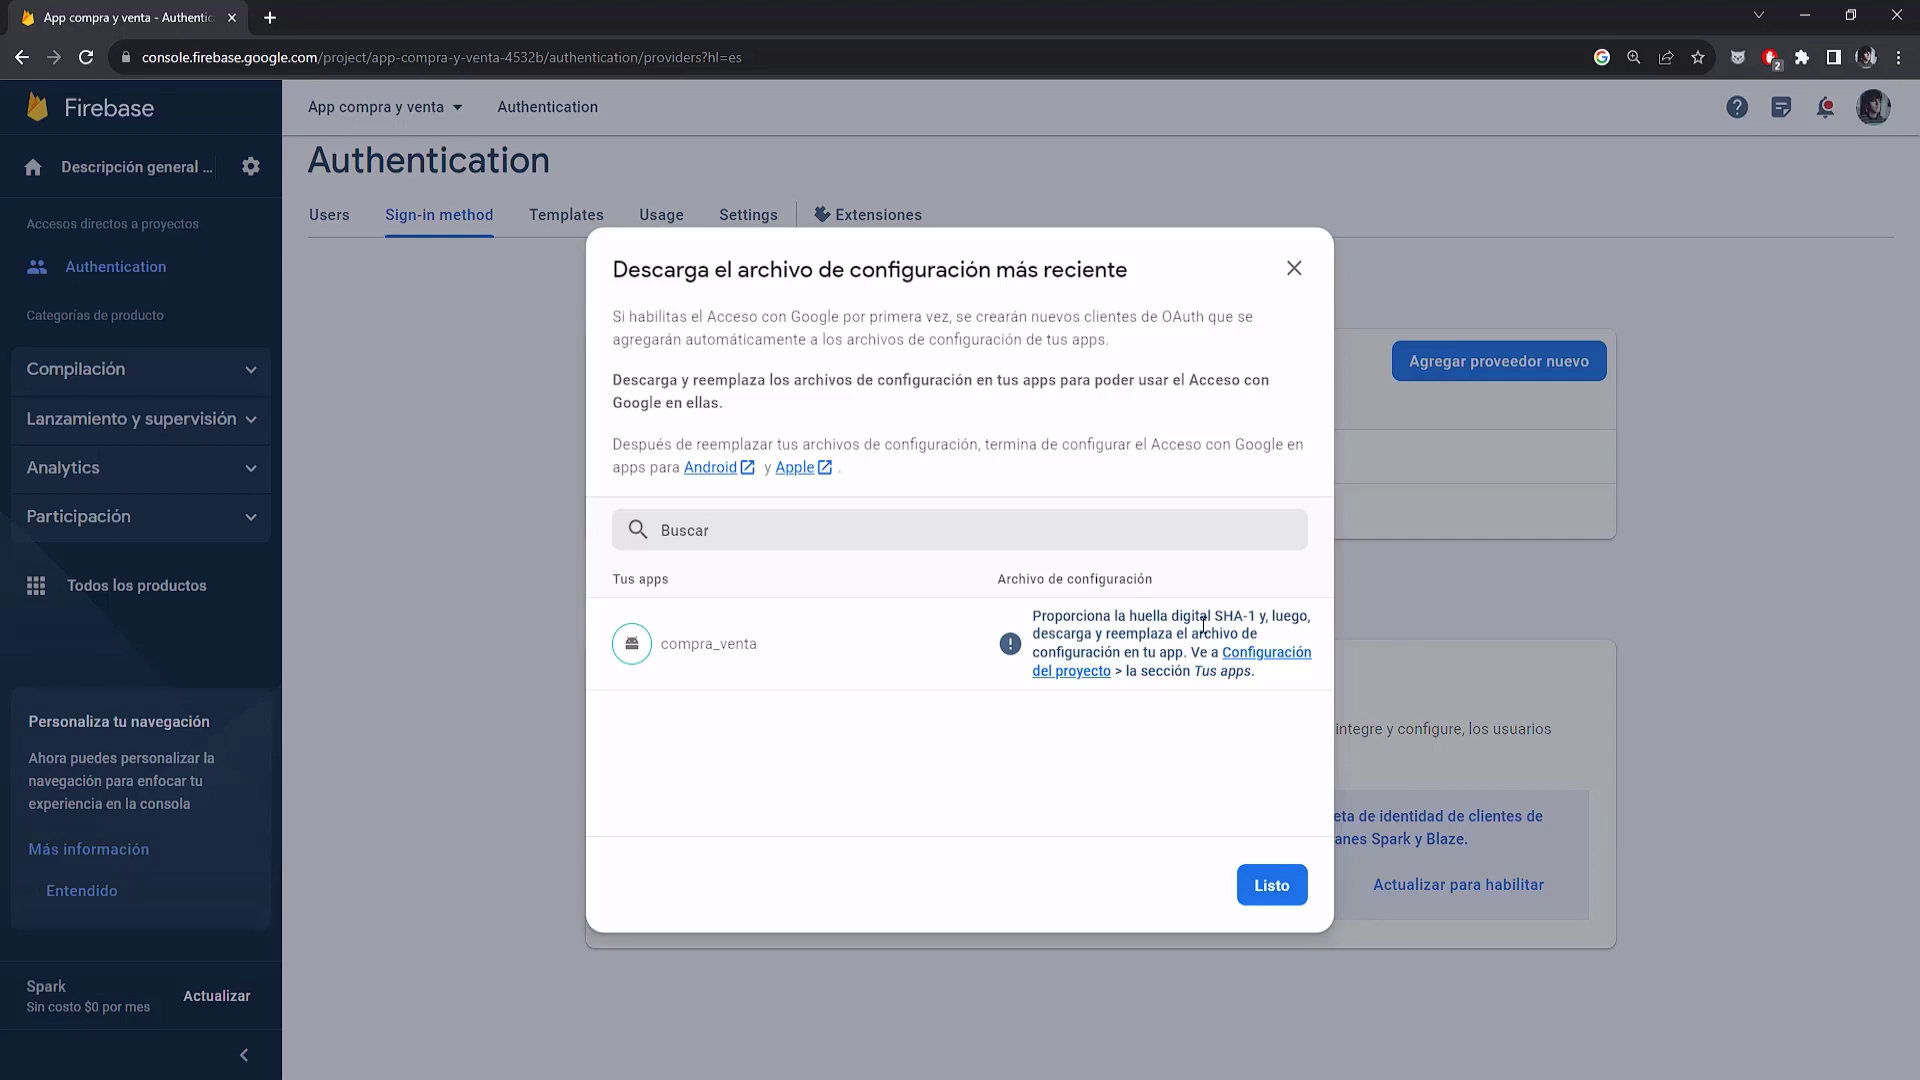 App compra y venta - Authentic
console.firebase.google.com/project/app-compra-y-venta-4532b/authentication/providers?hl=es
2
Firebase
App compra y venta
Authentication
Descripción general ...
Authentication
Users
Sign-in method
Templates
Usage
Settings
Extensiones
Accesos directos a proyectos
Authentication
Categorías de producto
Compilación
Lanzamiento y supervisión
Analytics
Participación
Todos los productos
Personaliza tu navegación
Ahora puedes personalizar la
navegación para enfocar tu
experiencia en la consola
Más información
Entendido
Spark
Sin costo $0 por mes
Actualizar
Descarga el archivo de configuración más reciente
Si habilitas el Acceso con Google por primera vez, se crearán nuevos clientes de OAuth que se
agregarán automáticamente a los archivos de configuración de tus apps.
Descarga y reemplaza los archivos de configuración en tus apps para poder usar el Acceso con
Google en ellas.
Después de reemplazar tus archivos de configuración, termina de configurar el Acceso con Google en
apps para Android y Apple .
Buscar
Tus apps
Archivo de configuración
compra_venta
Proporciona la huella digital SHA-1 y, luego,
descarga y reemplaza el archivo de
configuración en tu app. Ve a Configuración
del proyecto > la sección Tus apps.
Listo
Agregar proveedor nuevo
integre y configure, los usuarios
eta de identidad de clientes de
anes Spark y Blaze.
Actualizar para habilitar